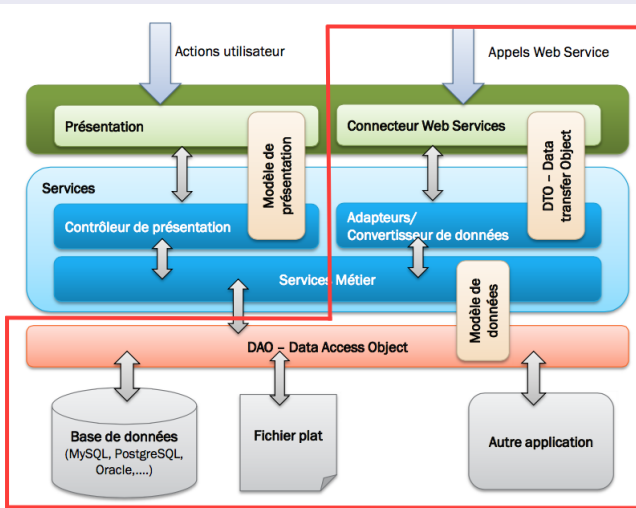 Actions utilisateur
Appels Web Service
Présentation
Modèle de
présentation
Connecteur Web Services
DTO – Data
transfer Object
Services
Contrôleur de présentation
Adapteurs/
Convertisseur de données
Services Métier
Modèle de
données
DAO – Data Access Object
Base de données
(MySQL, PostgreSQL,
Oracle,....)
Fichier plat
Autre application